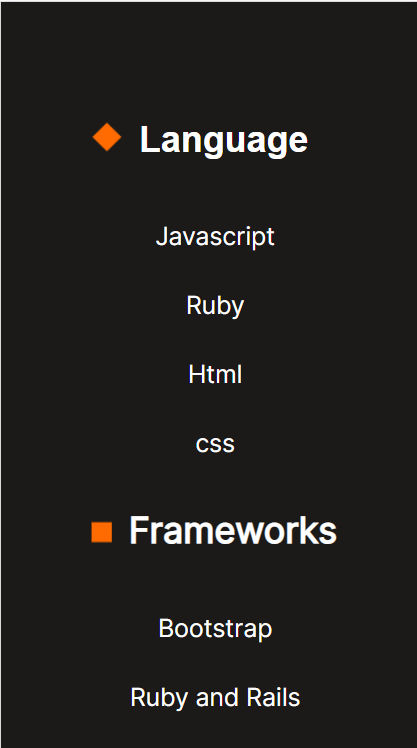 Language
Javascript
Ruby
Html
css
Frameworks
Bootstrap
Ruby and Rails